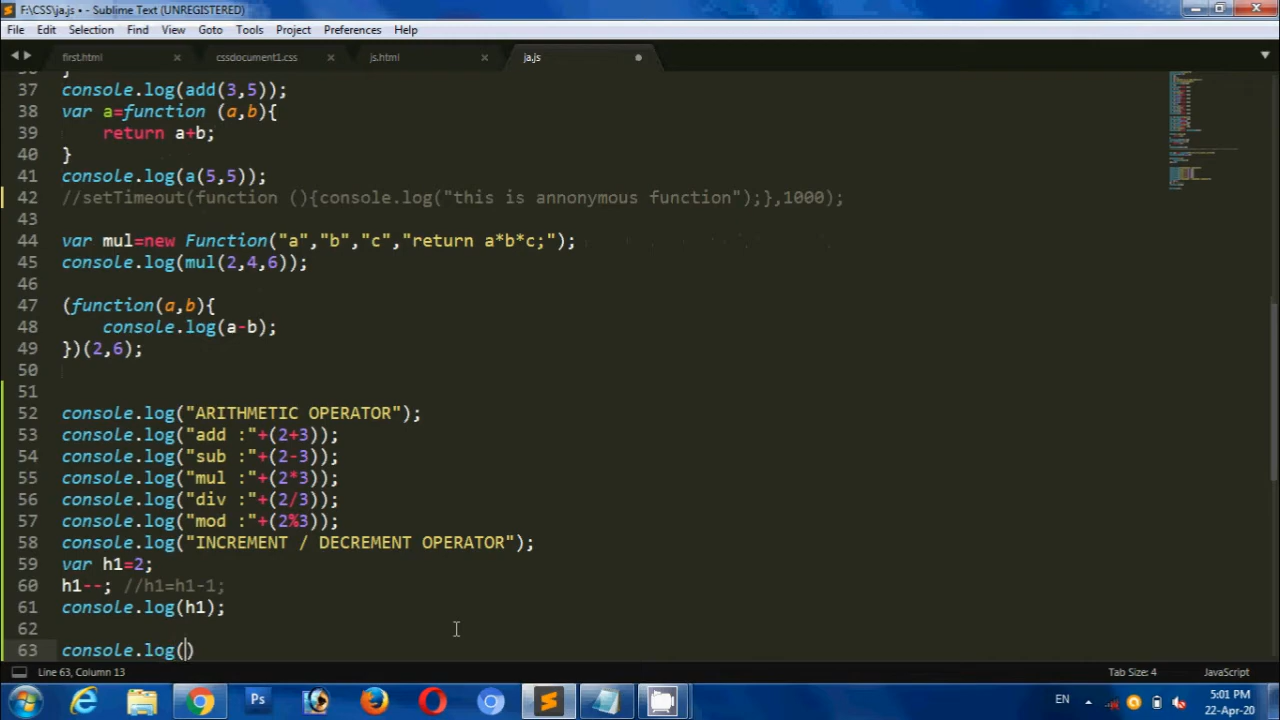 F:\CSS\ja.js • - Sublime Text (UNREGISTERED)
File Edit Selection Find View Goto Tools Project Preferences Help
first.html cssdocument1.css js.html ja.js
37 console.log(add(3,5));
38 var a=function (a,b){
39 return a+b;
40 }
41 console.log(a(5,5));
42 //setTimeout(function (){console.log("this is annonymous function");},1000);
43
44 var mul=new Function("a","b","c","return a*b*c;");
45 console.log(mul(2,4,6));
46
47 (function(a,b){
48 console.log(a-b);
49 })(2,6);
50
51
52 console.log("ARITHMETIC OPERATOR");
53 console.log("add :"+(2+3));
54 console.log("sub :"+(2-3));
55 console.log("mul :"+(2*3));
56 console.log("div :"+(2/3));
57 console.log("mod :"+(2%3));
58 console.log("INCREMENT / DECREMENT OPERATOR");
59 var h1=2;
60 h1--; //h1=h1-1;
61 console.log(h1);
62
63 console.log()
Line 63, Column 13 Tab Size: 4 JavaScript
Ps EN 5:01 PM
22-Apr-20